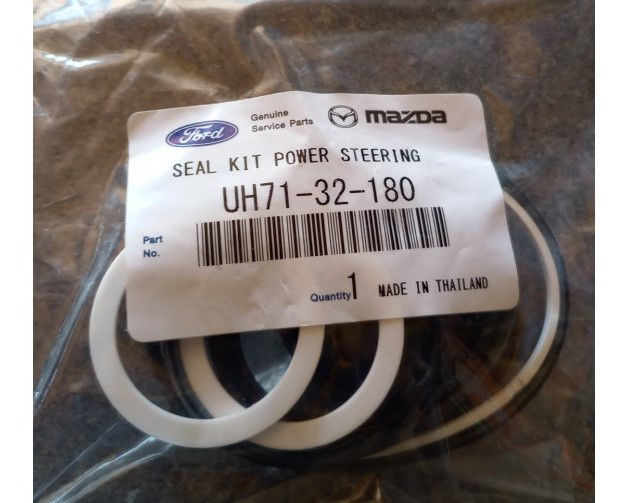 Ford
Genuine
Service Parts
mazda
SEAL KIT POWER STEERING
UH71-32-180
Part
No.
Quantity 1 MADE IN THAILAND